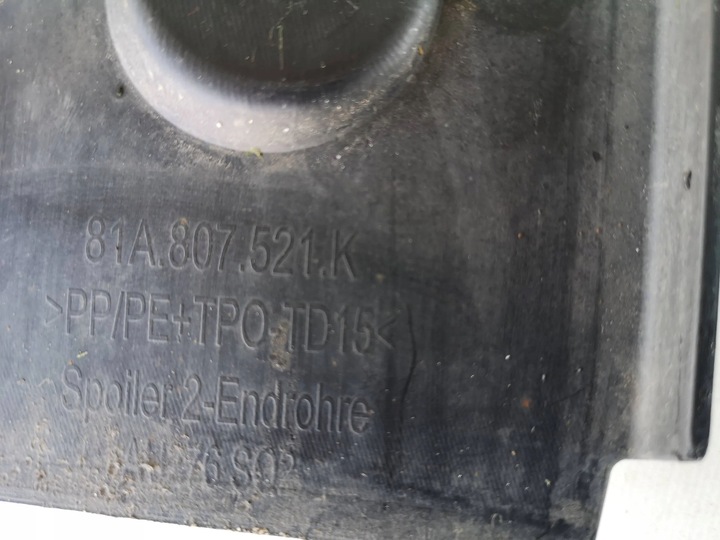 81A.807.521.K
>PP/PE+TPO-TD15<
Spoiler 2-Endrohre